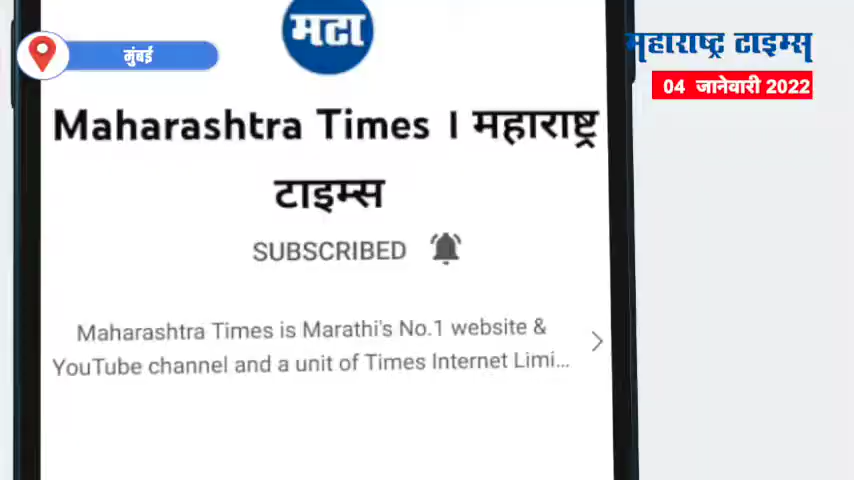 मुंबई
महाराष्ट्र टाइम्स
04 जानेवारी 2022
मटा
Maharashtra Times । महाराष्ट्र
टाइम्स
SUBSCRIBED
Maharashtra Times is Marathi's No.1 website &
YouTube channel and a unit of Times Internet Limi...